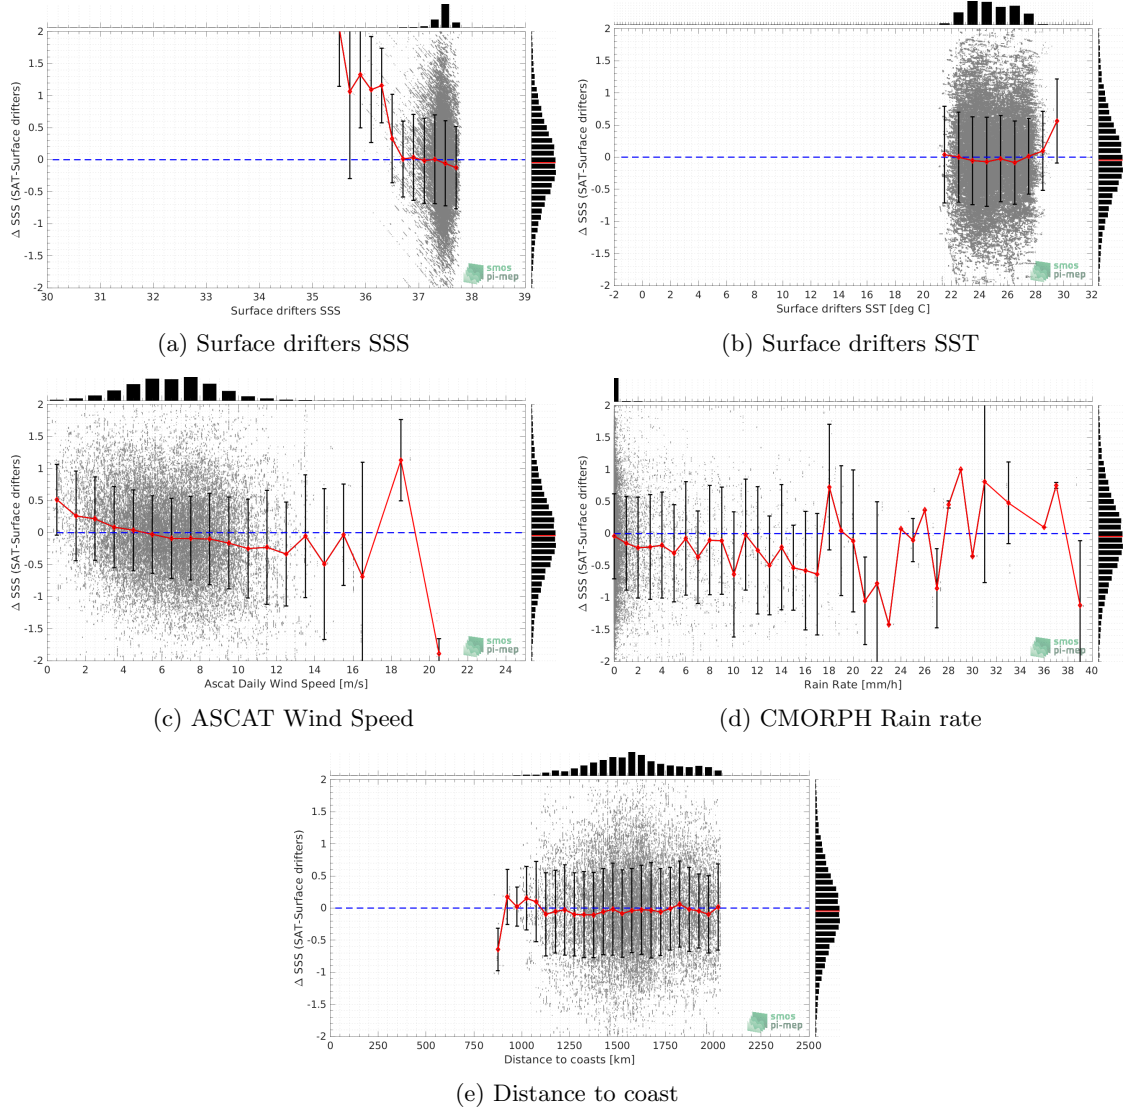 2
1.5
1
0.5
0
-0.5
-1
-1.5
-2
Δ SSS (SAT-Surface drifters)
30 31 32 33 34 35 36 37 38 39
Surface drifters SSS
smos
pi-mep
(a) Surface drifters SSS
2
1.5
1
0.5
0
-0.5
-1
-1.5
-2
Δ SSS (SAT-Surface drifters)
-2 0 2 4 6 8 10 12 14 16 18 20 22 24 26 28 30 32
Surface drifters SST [deg C]
smos
pi-mep
(b) Surface drifters SST
2
1.5
1
0.5
0
-0.5
-1
-1.5
-2
Δ SSS (SAT-Surface drifters)
0 2 4 6 8 10 12 14 16 18 20 22 24
Ascat Daily Wind Speed [m/s]
smos
pi-mep
(c) ASCAT Wind Speed
2
1.5
1
0.5
0
-0.5
-1
-1.5
-2
Δ SSS (SAT-Surface drifters)
0 2 4 6 8 10 12 14 16 18 20 22 24 26 28 30 32 34 36 38 40
Rain Rate [mm/h]
smos
pi-mep
(d) CMORPH Rain rate
2
1.5
1
0.5
0
-0.5
-1
-1.5
-2
Δ SSS (SAT-Surface drifters)
0 250 500 750 1000 1250 1500 1750 2000 2250 2500
Distance to coasts [km]
smos
pi-mep
(e) Distance to coast